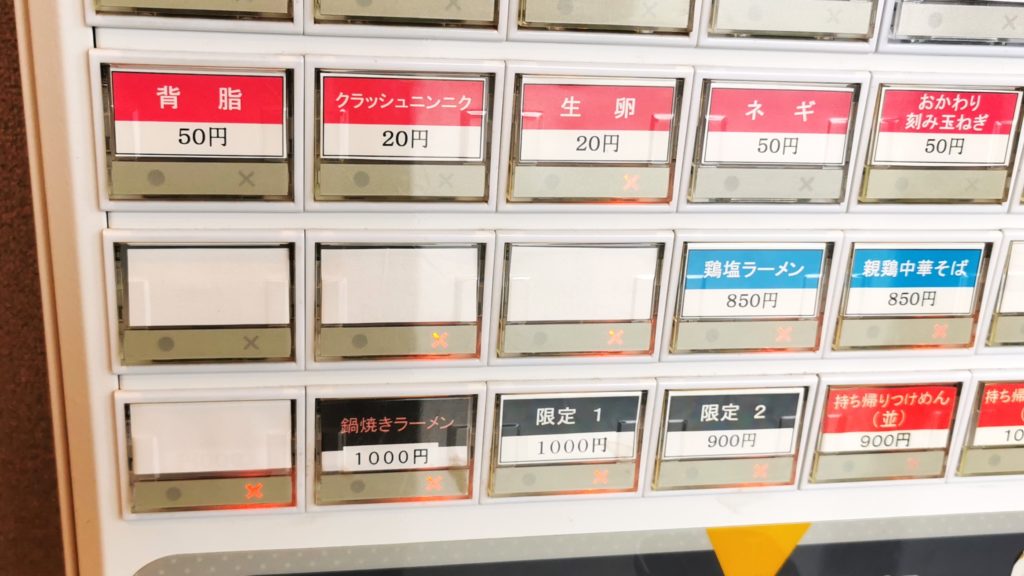 背脂
50円
クラッシュニンニク
20円
生卵
20円
ネギ
50円
おかわり
刻み玉ねぎ
50円
鶏塩ラーメン
850円
親鶏中華そば
850円
鍋焼きラーメン
1000円
限定 1
1000円
限定 2
900円
持ち帰りつけめん
(並)
900円
持ち帰